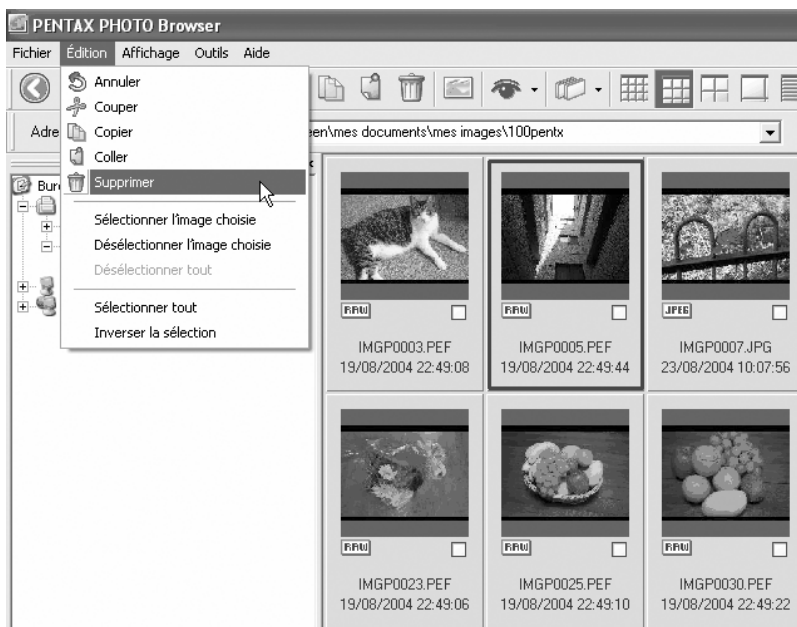 PENTAX PHOTO Browser
Fichier Édition Affichage Outils Aide
Annuler
Couper
Copier
Coller
Supprimer
Sélectionner l'image choisie
Désélectionner l'image choisie
Désélectionner tout
Sélectionner tout
Inverser la sélection
Adre
een\mes documents\mes images\100pentx
Bure
RAW
RAW
JPEG
IMGP0003.PEF IMGP0005.PEF IMGP0007.JPG
19/08/2004 22:49:08 19/08/2004 22:49:44 23/08/2004 10:07:56
RAW
RAW
RAW
IMGP0023.PEF IMGP0025.PEF IMGP0030.PEF
19/08/2004 22:49:06 19/08/2004 22:49:10 19/08/2004 22:49:22